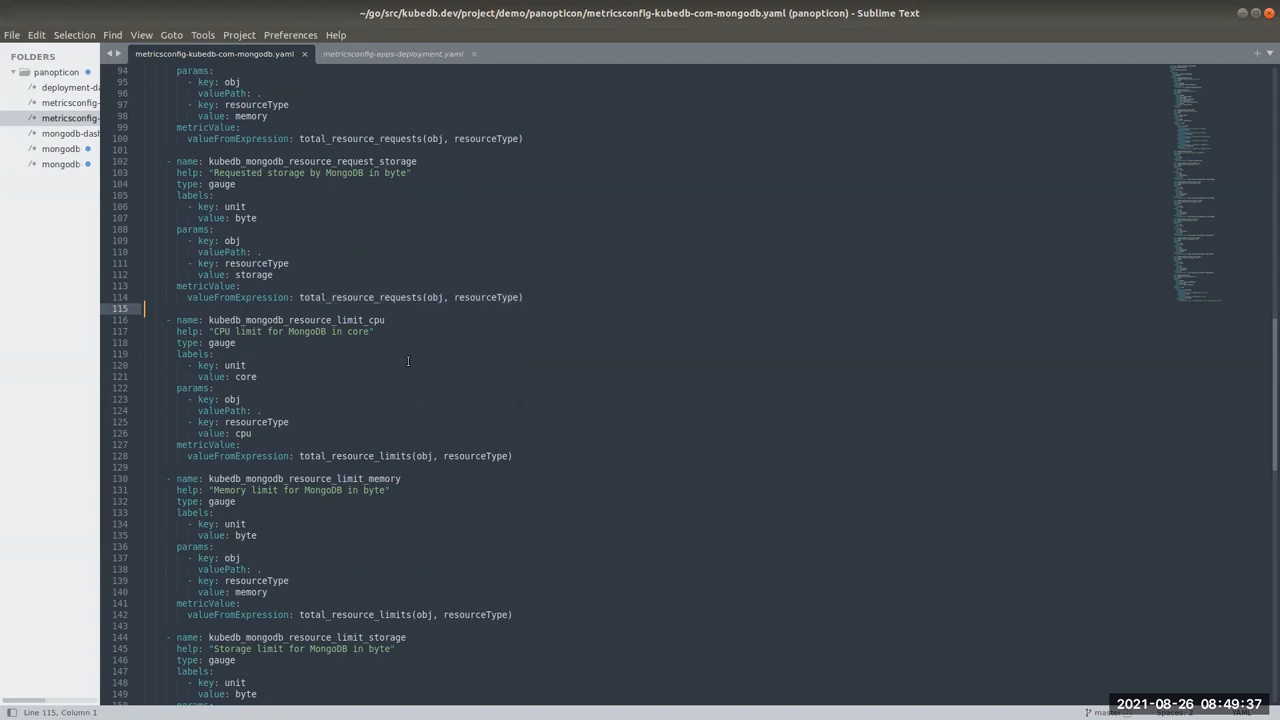 ~/go/src/kubedb.dev/project/demo/panopticon/metricsconfig-kubedb-com-mongodb.yaml (panopticon) - Sublime Text
File Edit Selection Find View Goto Tools Project Preferences Help
FOLDERS
panopticon
deployment-da
metricsconfig-
metricsconfig-
mongodb-dash
mongodb
mongodb
metricsconfig-kubedb-com-mongodb.yaml ×
metricsconfig-apps-deployment.yaml ×
94 params:
95 - key: obj
96 valuePath: .
97 - key: resourceType
98 value: memory
99 metricValue:
100 valueFromExpression: total_resource_requests(obj, resourceType)
101
102 - name: kubedb_mongodb_resource_request_storage
103 help: "Requested storage by MongoDB in byte"
104 type: gauge
105 labels:
106 - key: unit
107 value: byte
108 params:
109 - key: obj
110 valuePath: .
111 - key: resourceType
112 value: storage
113 metricValue:
114 valueFromExpression: total_resource_requests(obj, resourceType)
115
116 - name: kubedb_mongodb_resource_limit_cpu
117 help: "CPU limit for MongoDB in core"
118 type: gauge
119 labels:
120 - key: unit
121 value: core
122 params:
123 - key: obj
124 valuePath: .
125 - key: resourceType
126 value: cpu
127 metricValue:
128 valueFromExpression: total_resource_limits(obj, resourceType)
129
130 - name: kubedb_mongodb_resource_limit_memory
131 help: "Memory limit for MongoDB in byte"
132 type: gauge
133 labels:
134 - key: unit
135 value: byte
136 params:
137 - key: obj
138 valuePath: .
139 - key: resourceType
140 value: memory
141 metricValue:
142 valueFromExpression: total_resource_limits(obj, resourceType)
143
144 - name: kubedb_mongodb_resource_limit_storage
145 help: "Storage limit for MongoDB in byte"
146 type: gauge
147 labels:
148 - key: unit
149 value: byte
Line 115, Column 1
2021-08-26 08:49:37